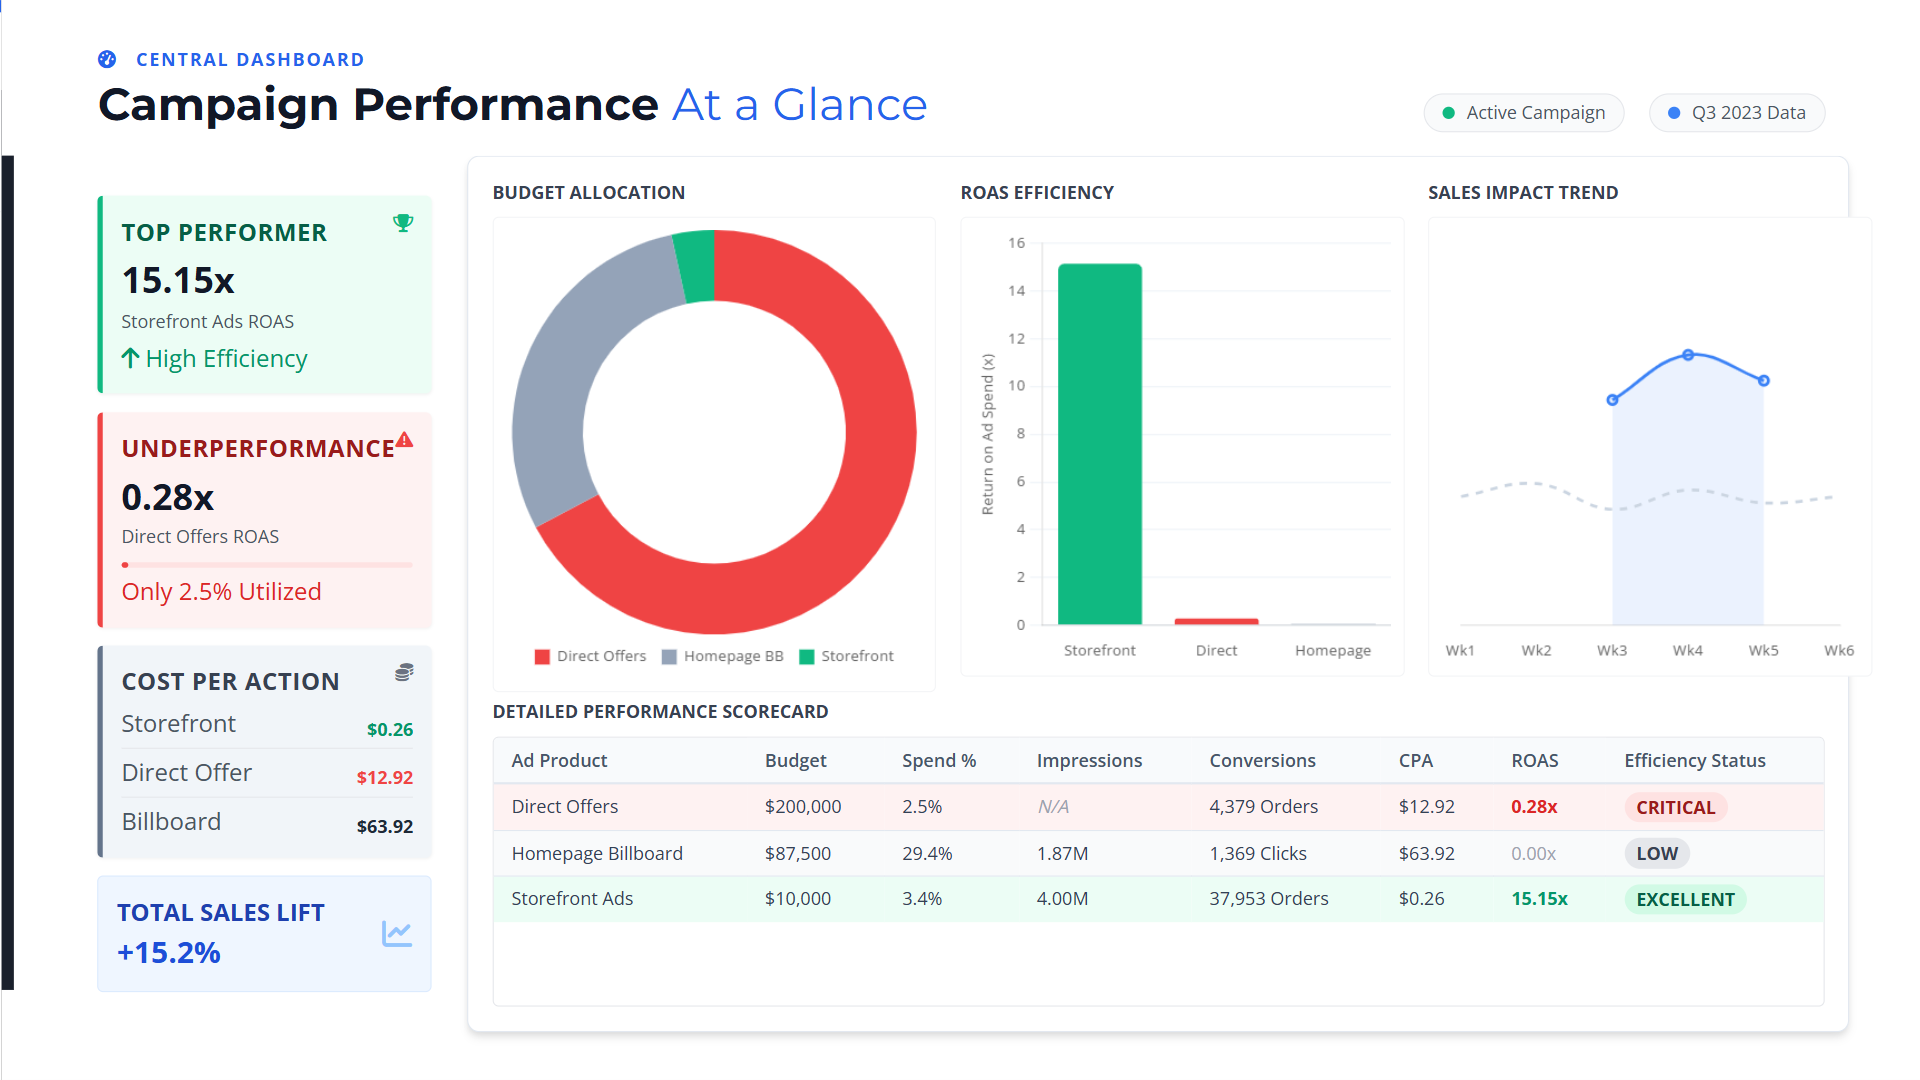 CENTRAL DASHBOARD
Campaign Performance At a Glance
Active Campaign
Q3 2023 Data
TOP PERFORMER
15.15x
Storefront Ads ROAS
High Efficiency
UNDERPERFORMANCE
0.28x
Direct Offers ROAS
Only 2.5% Utilized
COST PER ACTION
Storefront $0.26
Direct Offer $12.92
Billboard $63.92
TOTAL SALES LIFT
+15.2%
BUDGET ALLOCATION
Direct Offers Homepage BB Storefront
ROAS EFFICIENCY
Return on Ad Spend (x)
16
14
12
10
8
6
4
2
0
Storefront Direct Homepage
SALES IMPACT TREND
Wk1 Wk2 Wk3 Wk4 Wk5 Wk6
DETAILED PERFORMANCE SCORECARD
Ad Product Budget Spend % Impressions Conversions CPA ROAS Efficiency Status
Direct Offers $200,000 2.5% N/A 4,379 Orders $12.92 0.28x CRITICAL
Homepage Billboard $87,500 29.4% 1.87M 1,369 Clicks $63.92 0.00x LOW
Storefront Ads $10,000 3.4% 4.00M 37,953 Orders $0.26 15.15x EXCELLENT